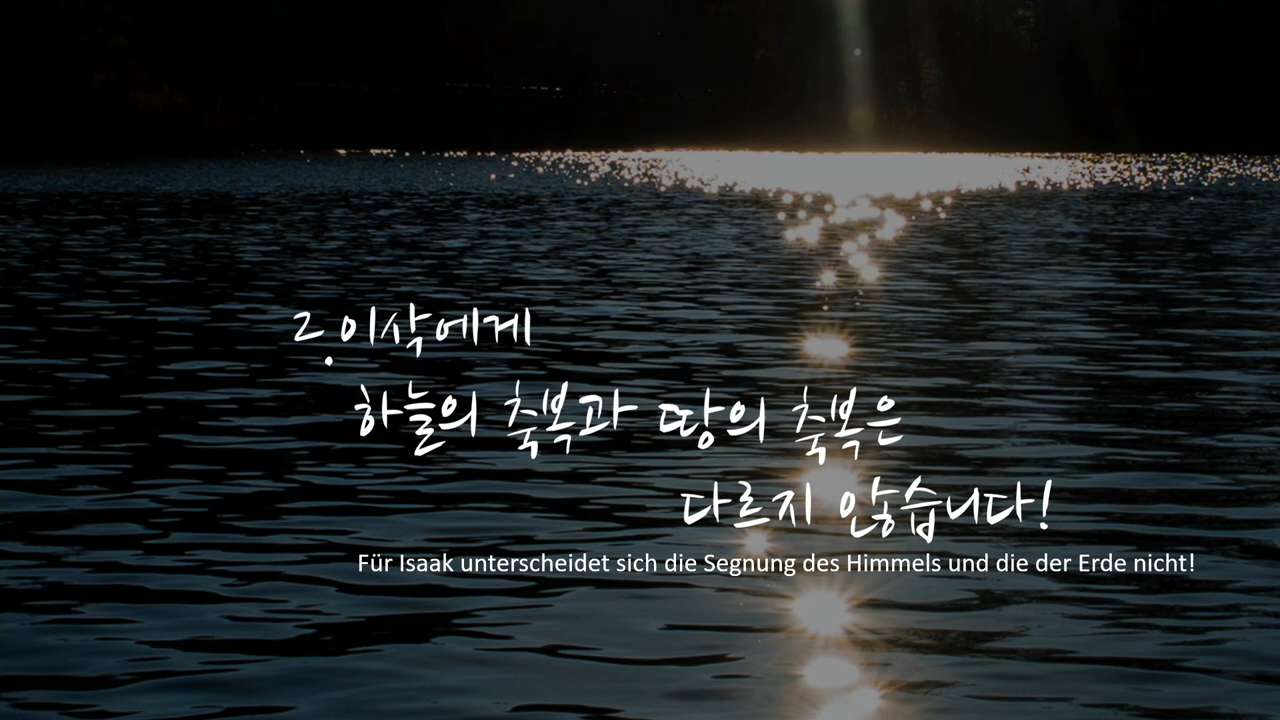 2. 이삭에게
하늘의 축복과 땅의 축복은
다르지 않습니다!
Für Isaak unterscheidet sich die Segnung des Himmels und die der Erde nicht!